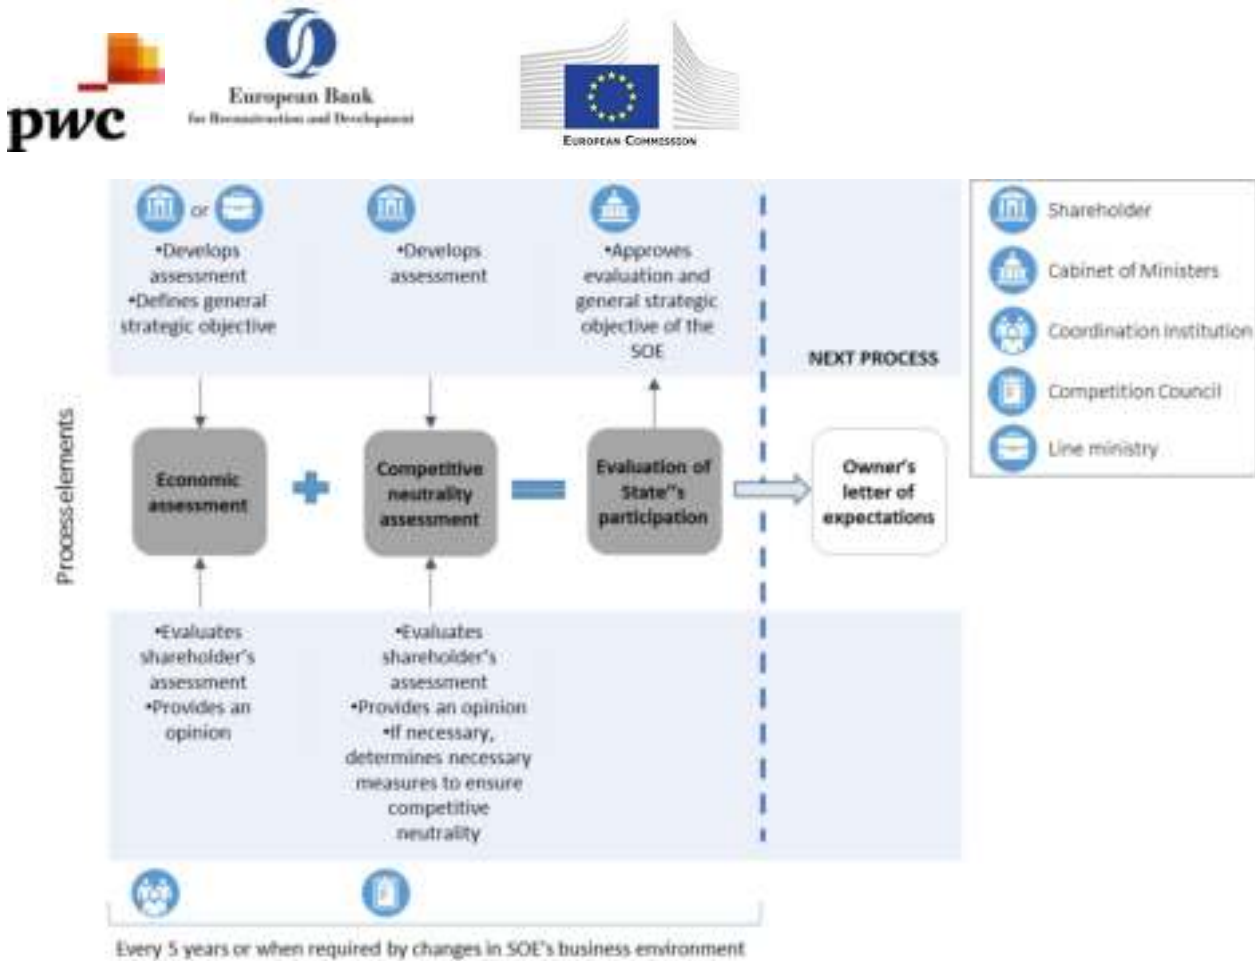 pwc
European Bank
for Reconstruction and Development
EUROPEAN COMMISSION
or
•Develops
assessment
•Defines general
strategic objective
•Develops
assessment
•Approves
evaluation and
general strategic
objective of the
SOE
NEXT PROCESS
Shareholder
Cabinet of Ministers
Coordination Institution
Competition Council
Line ministry
Process elements
Economic
assessment
Competitive
neutrality
assessment
Evaluation of
State"s
participation
Owner's
letter of
expectations
•Evaluates
shareholder's
assessment
•Provides an
opinion
•Evaluates
shareholder's
assessment
•Provides an opinion
•If necessary,
determines necessary
measures to ensure
competitive
neutrality
Every 5 years or when required by changes in SOE's business environment